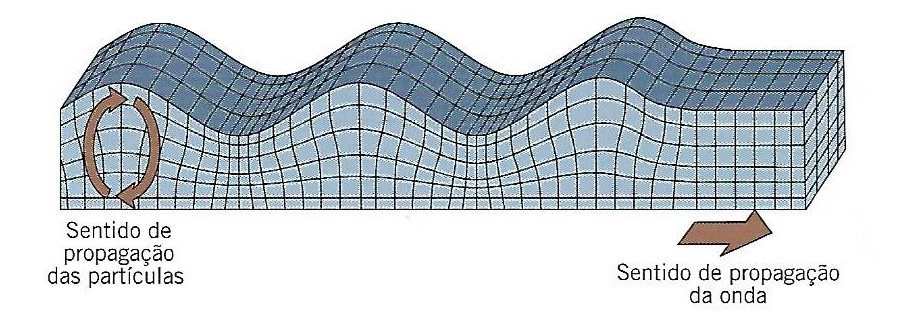 Sentido de
propagação
das partículas
Sentido de propagação
da onda